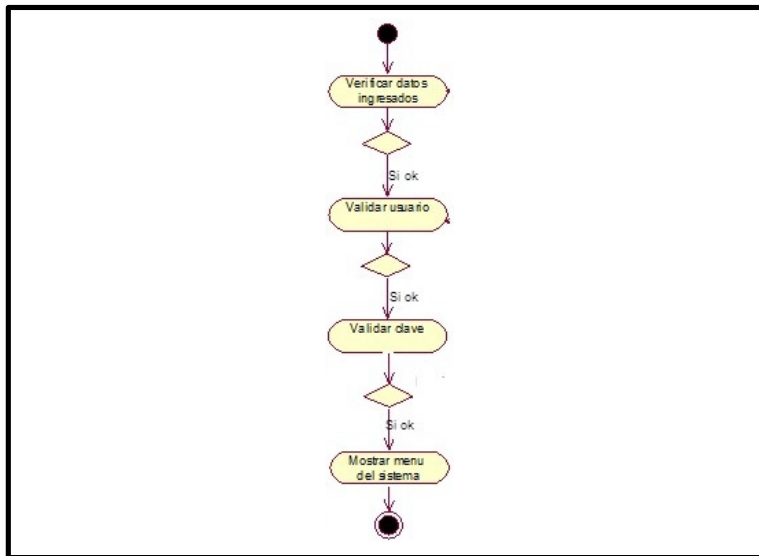 Verificar datos
ingresados
Si ok
Validar usuario
Si ok
Validar clave
Si ok
Mostrar menu
del sistema